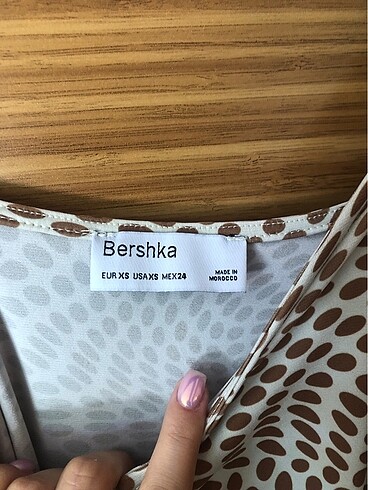 Bershka
EUR XS USA XS MEX 24
MADE IN
MOROCCO